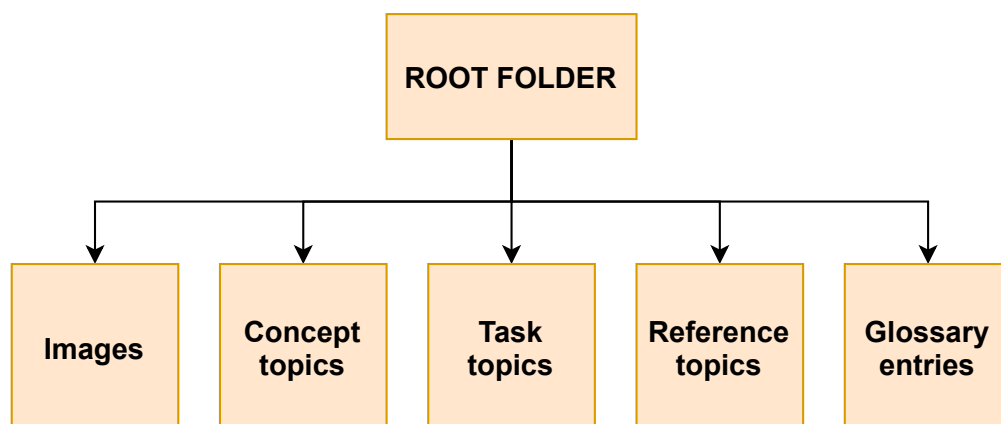 ROOT FOLDER
Images
Concept
topics
Task
topics
Reference
topics
Glossary
entries